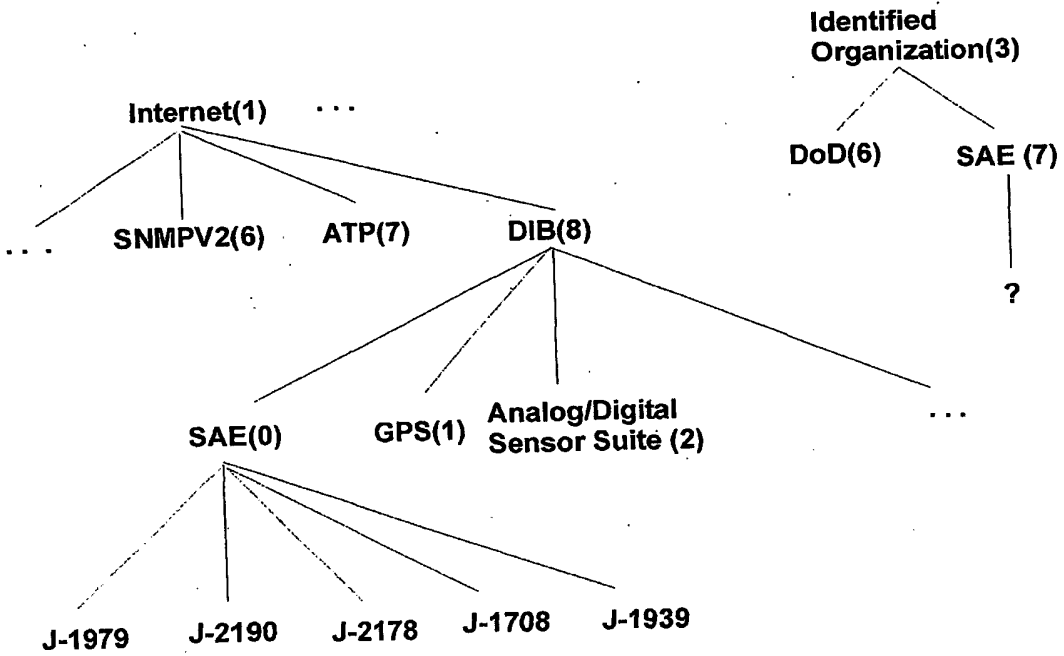 Identified
Organization(3)
Internet(1) . . .
DoD(6) SAE (7)
. . . SNMPV2(6) ATP(7) DIB(8)
?
SAE(0) GPS(1) Analog/Digital
Sensor Suite (2) . . .
J-1979 J-2190 J-2178 J-1708 J-1939